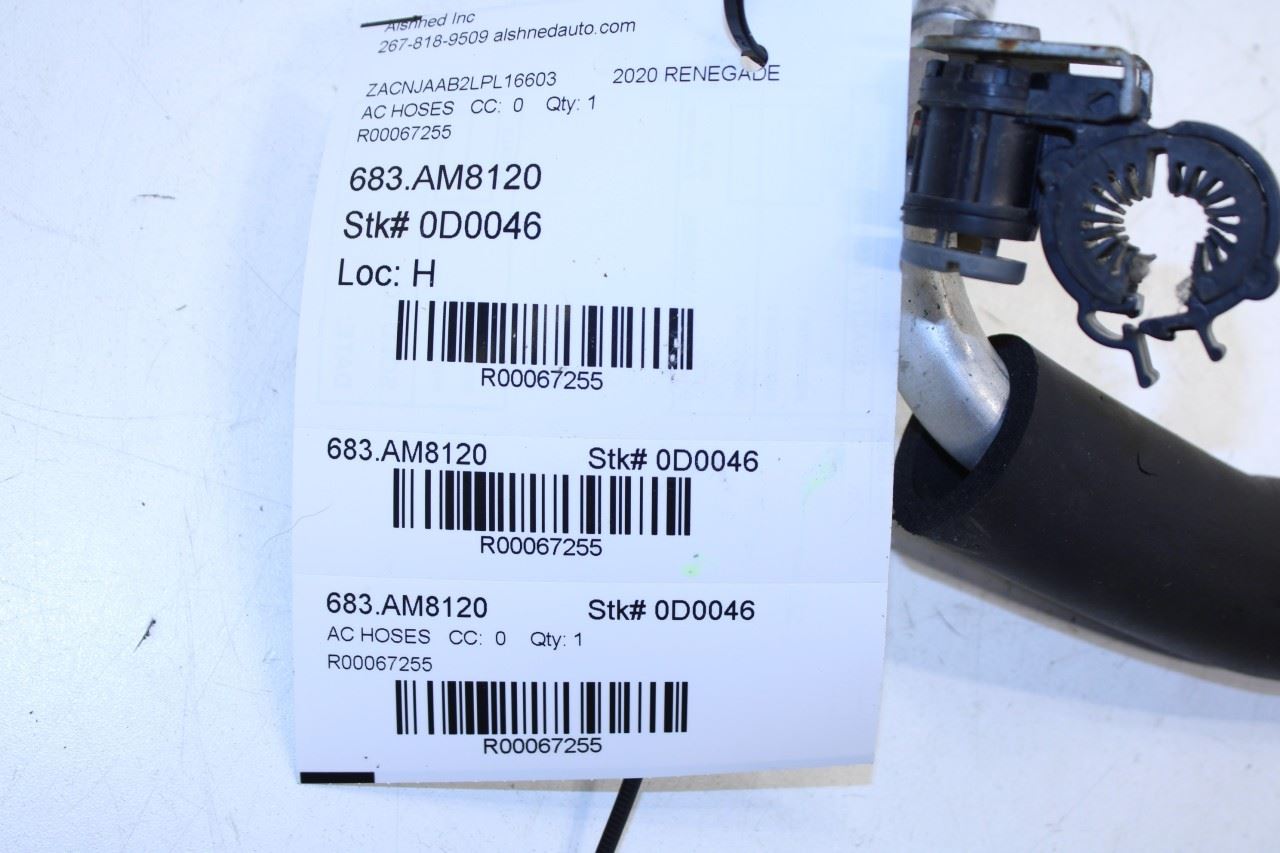 Alshned Inc
267-818-9509 alshnedauto.com
ZACNJAAB2LPL16603 2020 RENEGADE
AC HOSES CC: 0 Qty: 1
R00067255
683.AM8120
Stk# 0D0046
Loc: H
R00067255
683.AM8120 Stk# 0D0046
R00067255
683.AM8120 Stk# 0D0046
AC HOSES CC: 0 Qty: 1
R00067255
R00067255